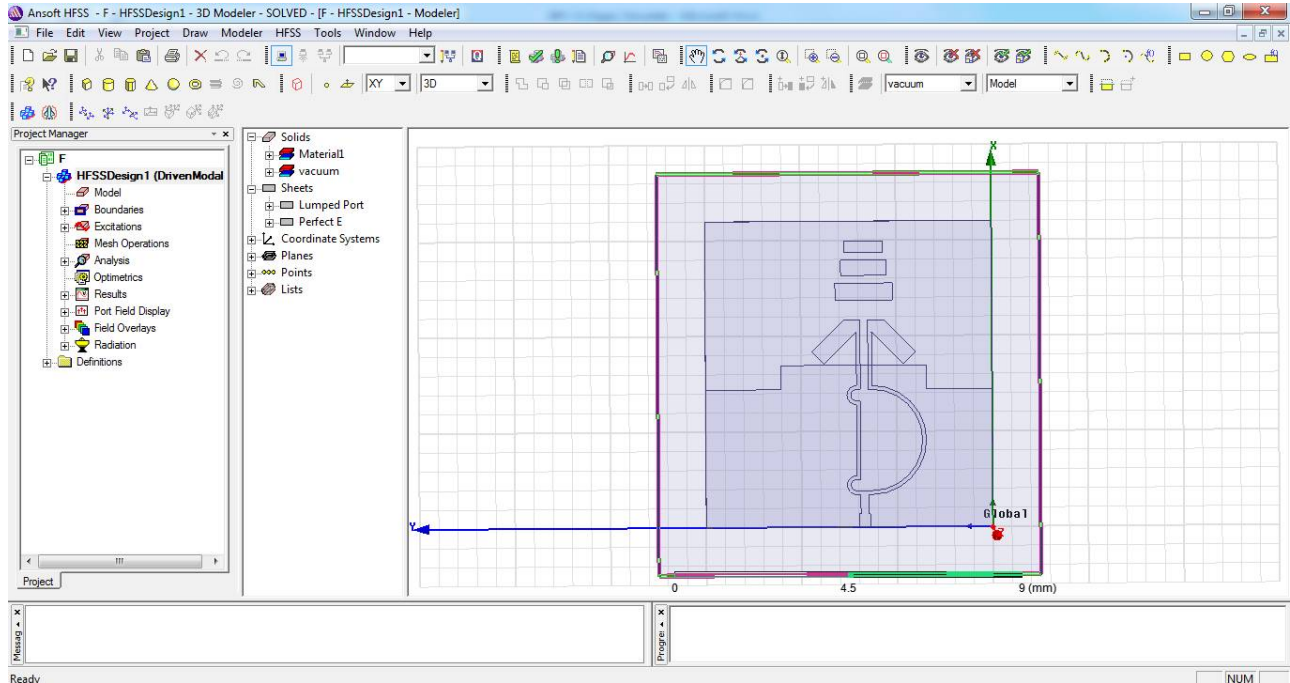 Ansoft HFSS - F - HFSSDesign1 - 3D Modeler - SOLVED - [F - HFSSDesign1 - Modeler]
File Edit View Project Draw Modeler HFSS Tools Window Help
XY 3D vacuum Model
Project Manager
F
HFSSDesign1 (DrivenModal
Model
Boundaries
Excitations
Mesh Operations
Analysis
Optimetrics
Results
Port Field Display
Field Overlays
Radiation
Definitions
Project
Solids
Material1
vacuum
Sheets
Lumped Port
Perfect E
Coordinate Systems
Planes
Points
Lists
X
Y
Global
Z
0 4.5 9 (mm)
Messag
Progre
Ready
NUM